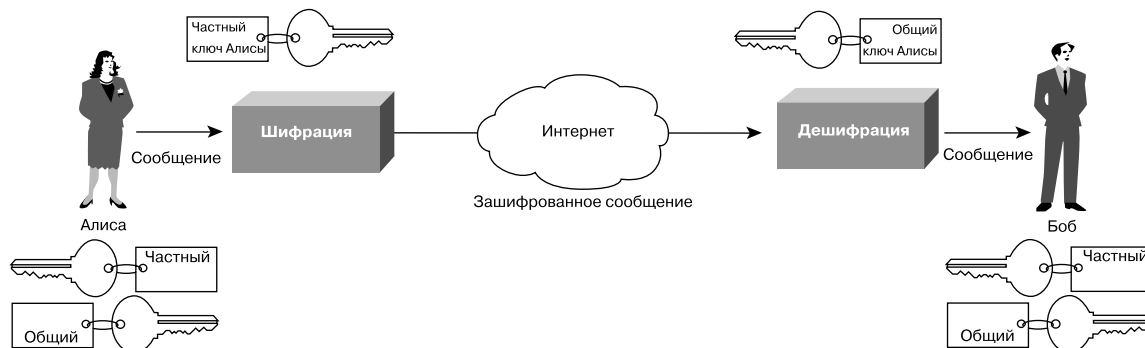 Частный
ключ Алисы
Общий
ключ Алисы
Шифрация
Интернет
Дешифрация
Сообщение
Сообщение
Зашифрованное сообщение
Алиса
Боб
Частный
Частный
Общий
Общий